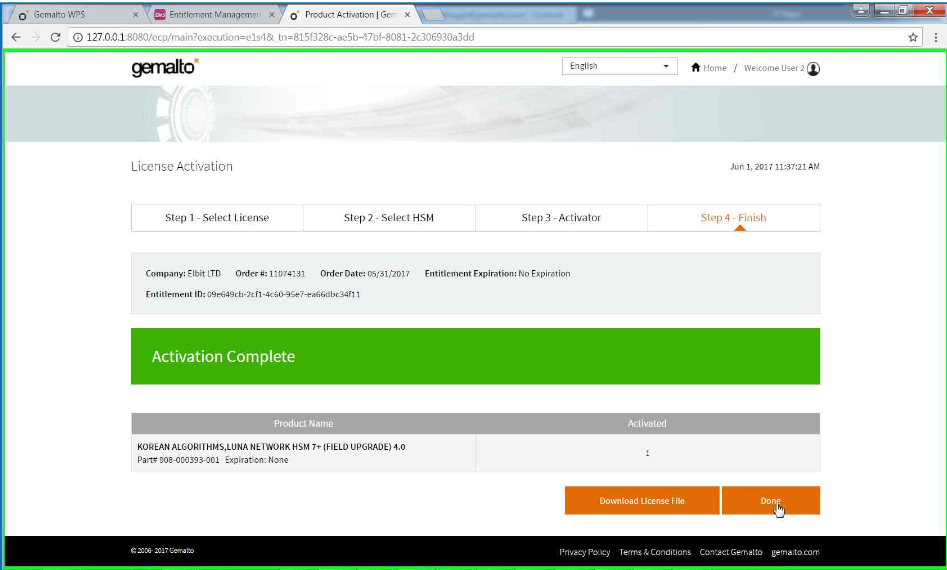 Gemalto WPS
EMS Entitlement Management
Product Activation | Gem
127.0.0.1:8080/ecp/main?execution=e1s4&_tn=815f328c-ae5b-47bf-8081-2c306930a3dd
gemalto
English
Home / Welcome User 2
License Activation
Jun 1, 2017 11:37:21 AM
Step 1 - Select License
Step 2 - Select HSM
Step 3 - Activator
Step 4 - Finish
Company: Elbit LTD Order #: 11074131 Order Date: 05/31/2017 Entitlement Expiration: No Expiration
Entitlement ID: 09e649cb-2cf1-4c60-95e7-ea66dbc34f11
Activation Complete
Product Name
Activated
KOREAN ALGORITHMS,LUNA NETWORK HSM 7+ (FIELD UPGRADE) 4.0
Part# 908-000393-001 Expiration: None
1
Download License File
Done
© 2006- 2017 Gemalto
Privacy Policy Terms & Conditions Contact Gemalto gemalto.com